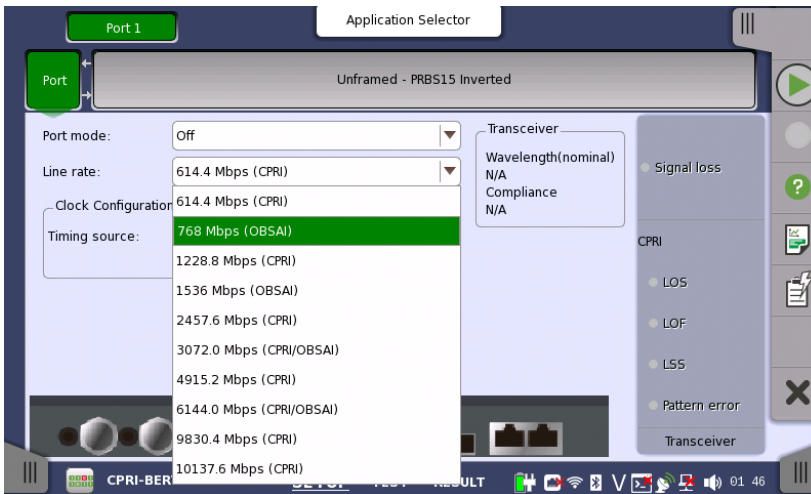 Port 1
Application Selector
Port
Unframed - PRBS15 Inverted
Port mode:
Off
Line rate:
614.4 Mbps (CPRI)
Clock Configuration
Timing source:
614.4 Mbps (CPRI)
768 Mbps (OBSAI)
1228.8 Mbps (CPRI)
1536 Mbps (OBSAI)
2457.6 Mbps (CPRI)
3072.0 Mbps (CPRI/OBSAI)
4915.2 Mbps (CPRI)
6144.0 Mbps (CPRI/OBSAI)
9830.4 Mbps (CPRI)
10137.6 Mbps (CPRI)
Transceiver
Wavelength(nominal)
N/A
Compliance
N/A
Signal loss
CPRI
LOS
LOF
LSS
Pattern error
Transceiver
CPRI-BER
V
01 46